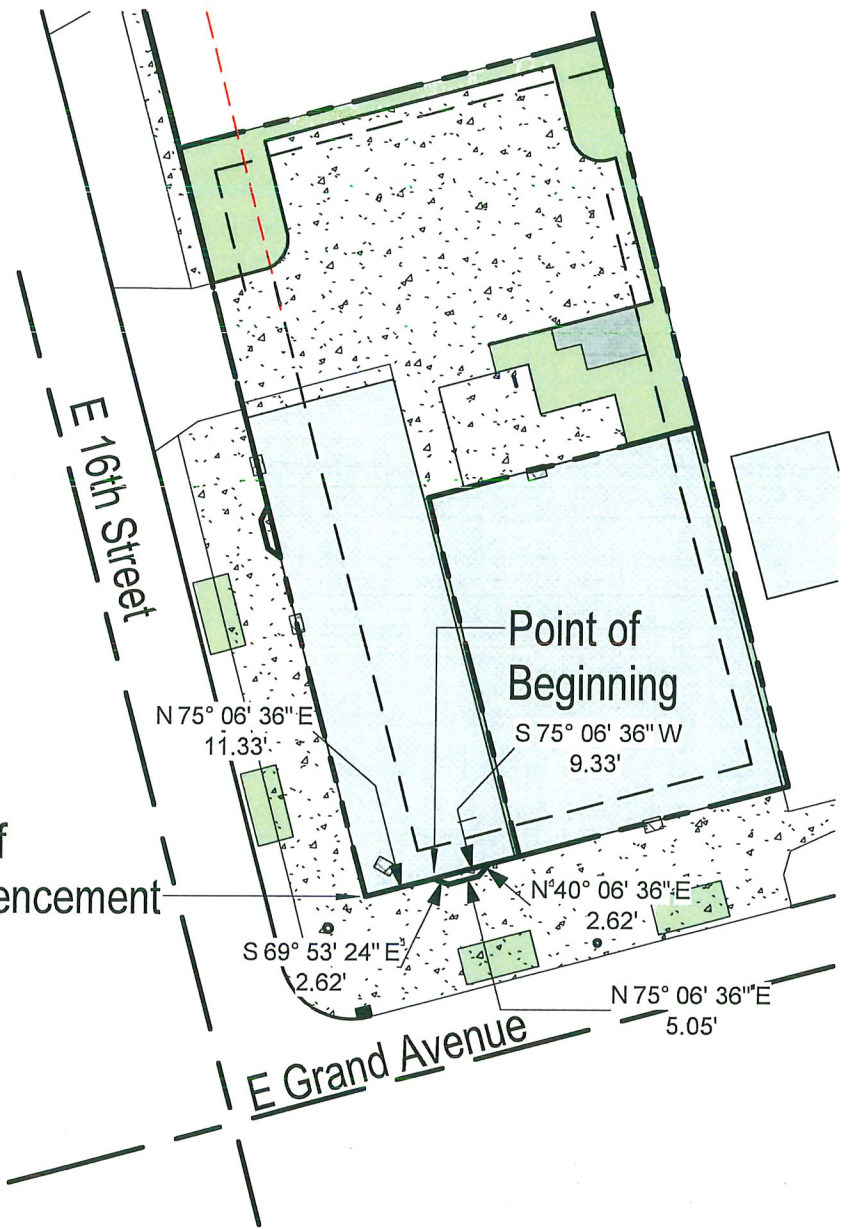 E 16th Street
Point of
Beginning
N 75° 06' 36" E
11.33'
S 75° 06' 36" W
9.33'
f
encement
N 40° 06' 36" E
2.62'
S 69° 53' 24" E
2.62'
N 75° 06' 36" E
5.05'
E Grand Avenue